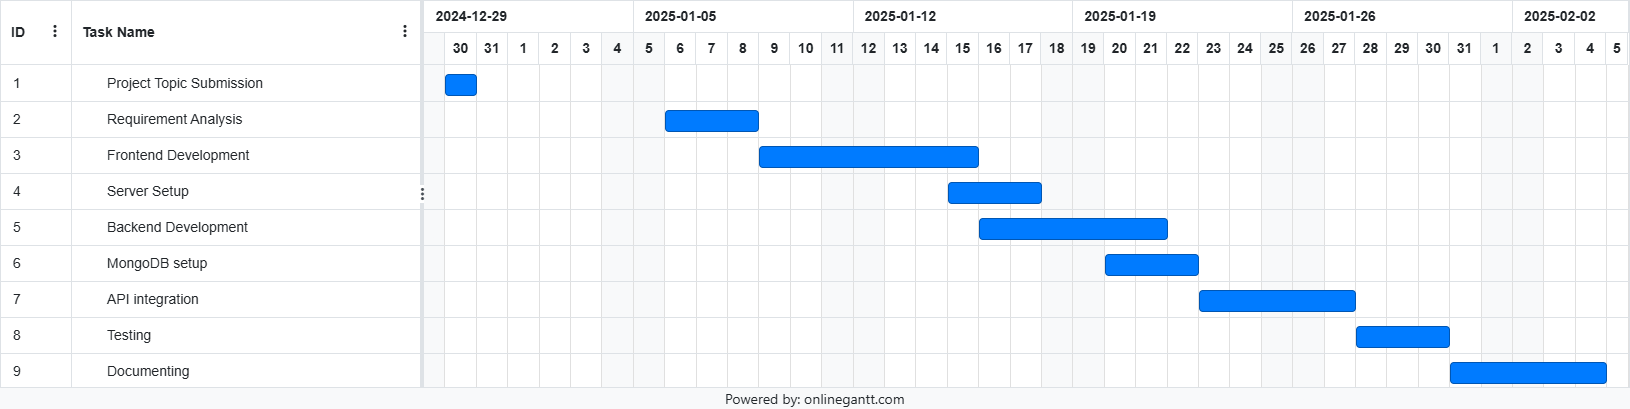 ID Task Name 2024-12-29 2025-01-05 2025-01-12 2025-01-19 2025-01-26 2025-02-02
30 31 1 2 3 4 5 6 7 8 9 10 11 12 13 14 15 16 17 18 19 20 21 22 23 24 25 26 27 28 29 30 31 1 2 3 4 5
1 Project Topic Submission
2 Requirement Analysis
3 Frontend Development
4 Server Setup
5 Backend Development
6 MongoDB setup
7 API integration
8 Testing
9 Documenting
Powered by: onlinegantt.com